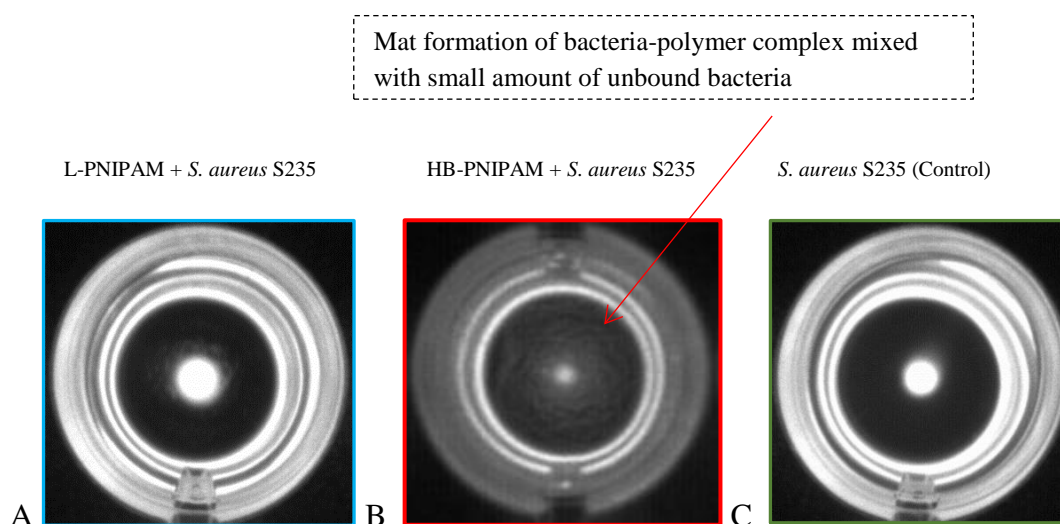 Mat formation of bacteria-polymer complex mixed
with small amount of unbound bacteria
L-PNIPAM + S. aureus S235
HB-PNIPAM + S. aureus S235
S. aureus S235 (Control)
A
B
C